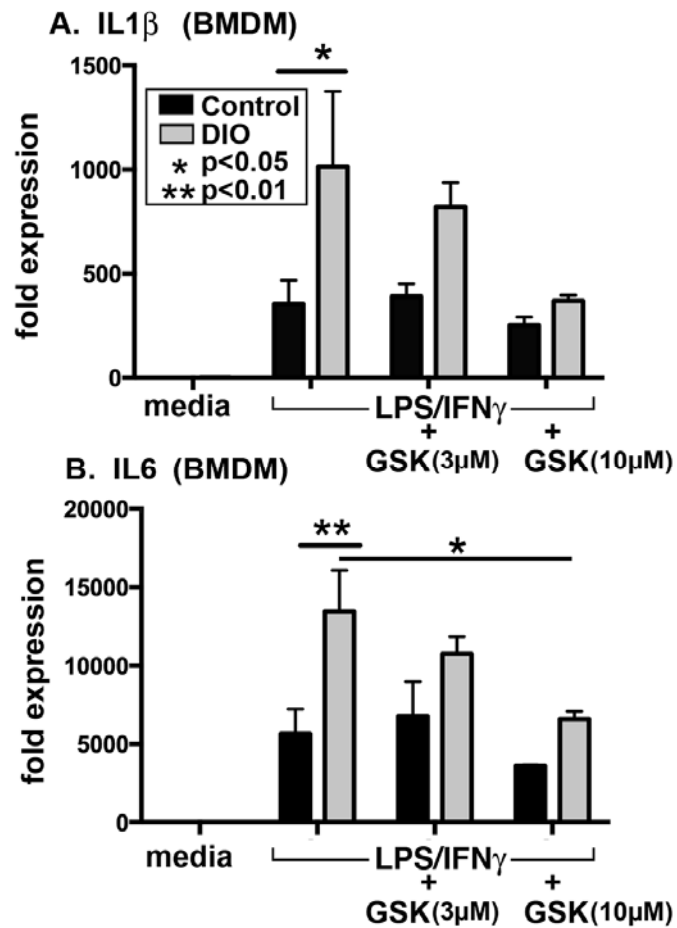 A. IL1β (BMDM)
*
1500
1000
500
0
fold expression
Control
DIO
* p<0.05
** p<0.01
media
LPS/IFNγ
+ +
GSK(3μM) GSK(10μM)
B. IL6 (BMDM)
**
*
20000
15000
10000
5000
0
fold expression
media
LPS/IFNγ
+ +
GSK(3μM) GSK(10μM)